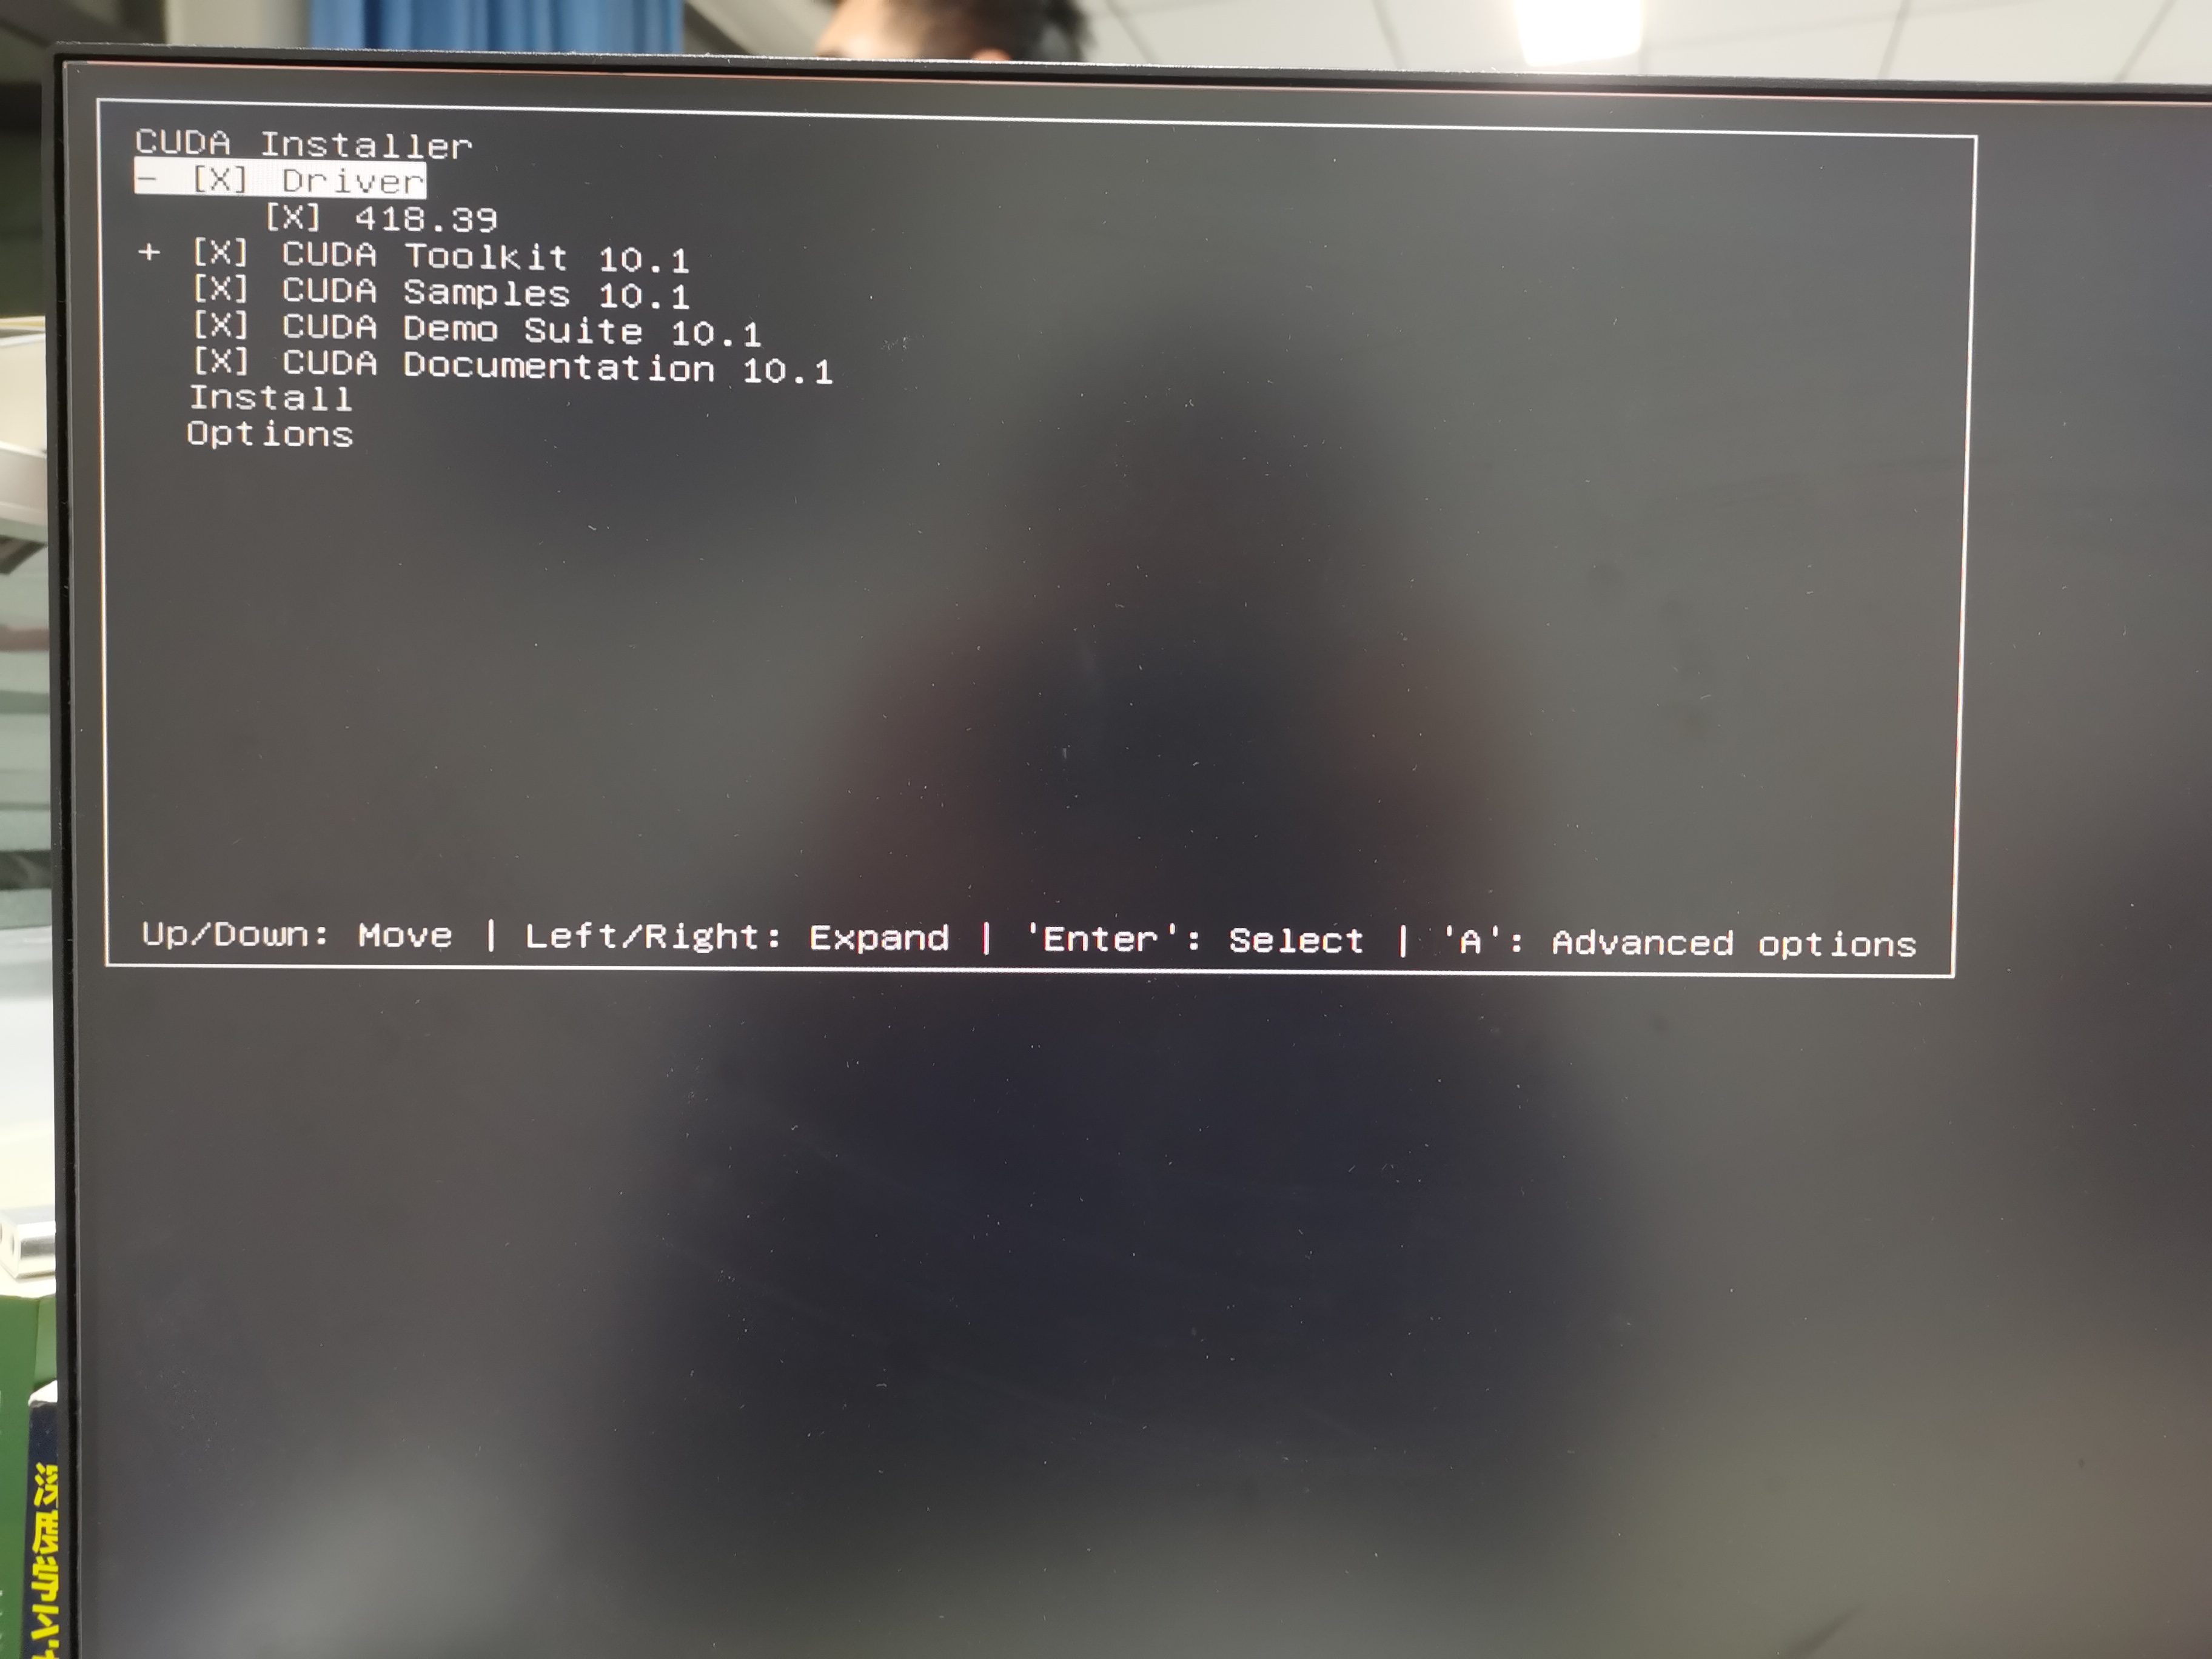 CUDA Installer
- [X] Driver
[X] 418.39
+ [X] CUDA Toolkit 10.1
[X] CUDA Samples 10.1
[X] CUDA Demo Suite 10.1
[X] CUDA Documentation 10.1
Install
Options
Up/Down: Move | Left/Right: Expand | 'Enter': Select | 'A': Advanced options